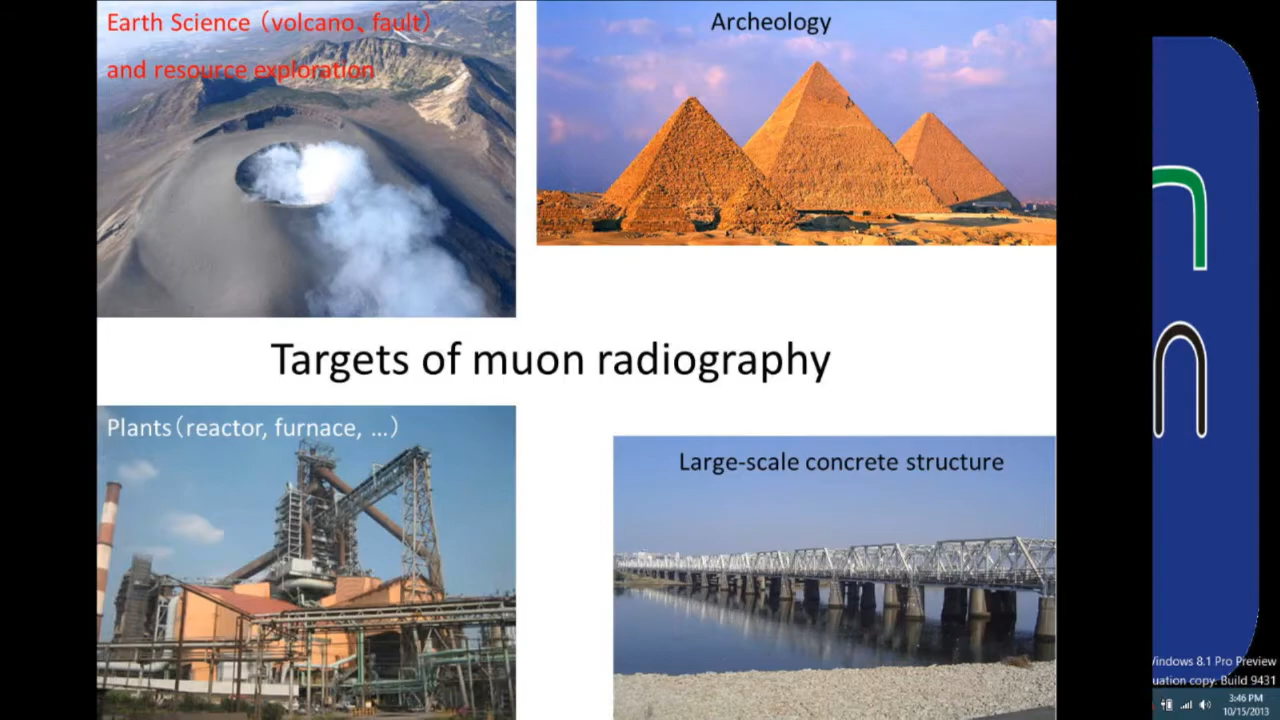 Earth Science（volcano、fault）
and resource exploration
Archeology
Targets of muon radiography
Plants（reactor, furnace, …）
Large-scale concrete structure
Windows 8.1 Pro Preview
uation copy. Build 9431
3:46 PM
10/15/2013